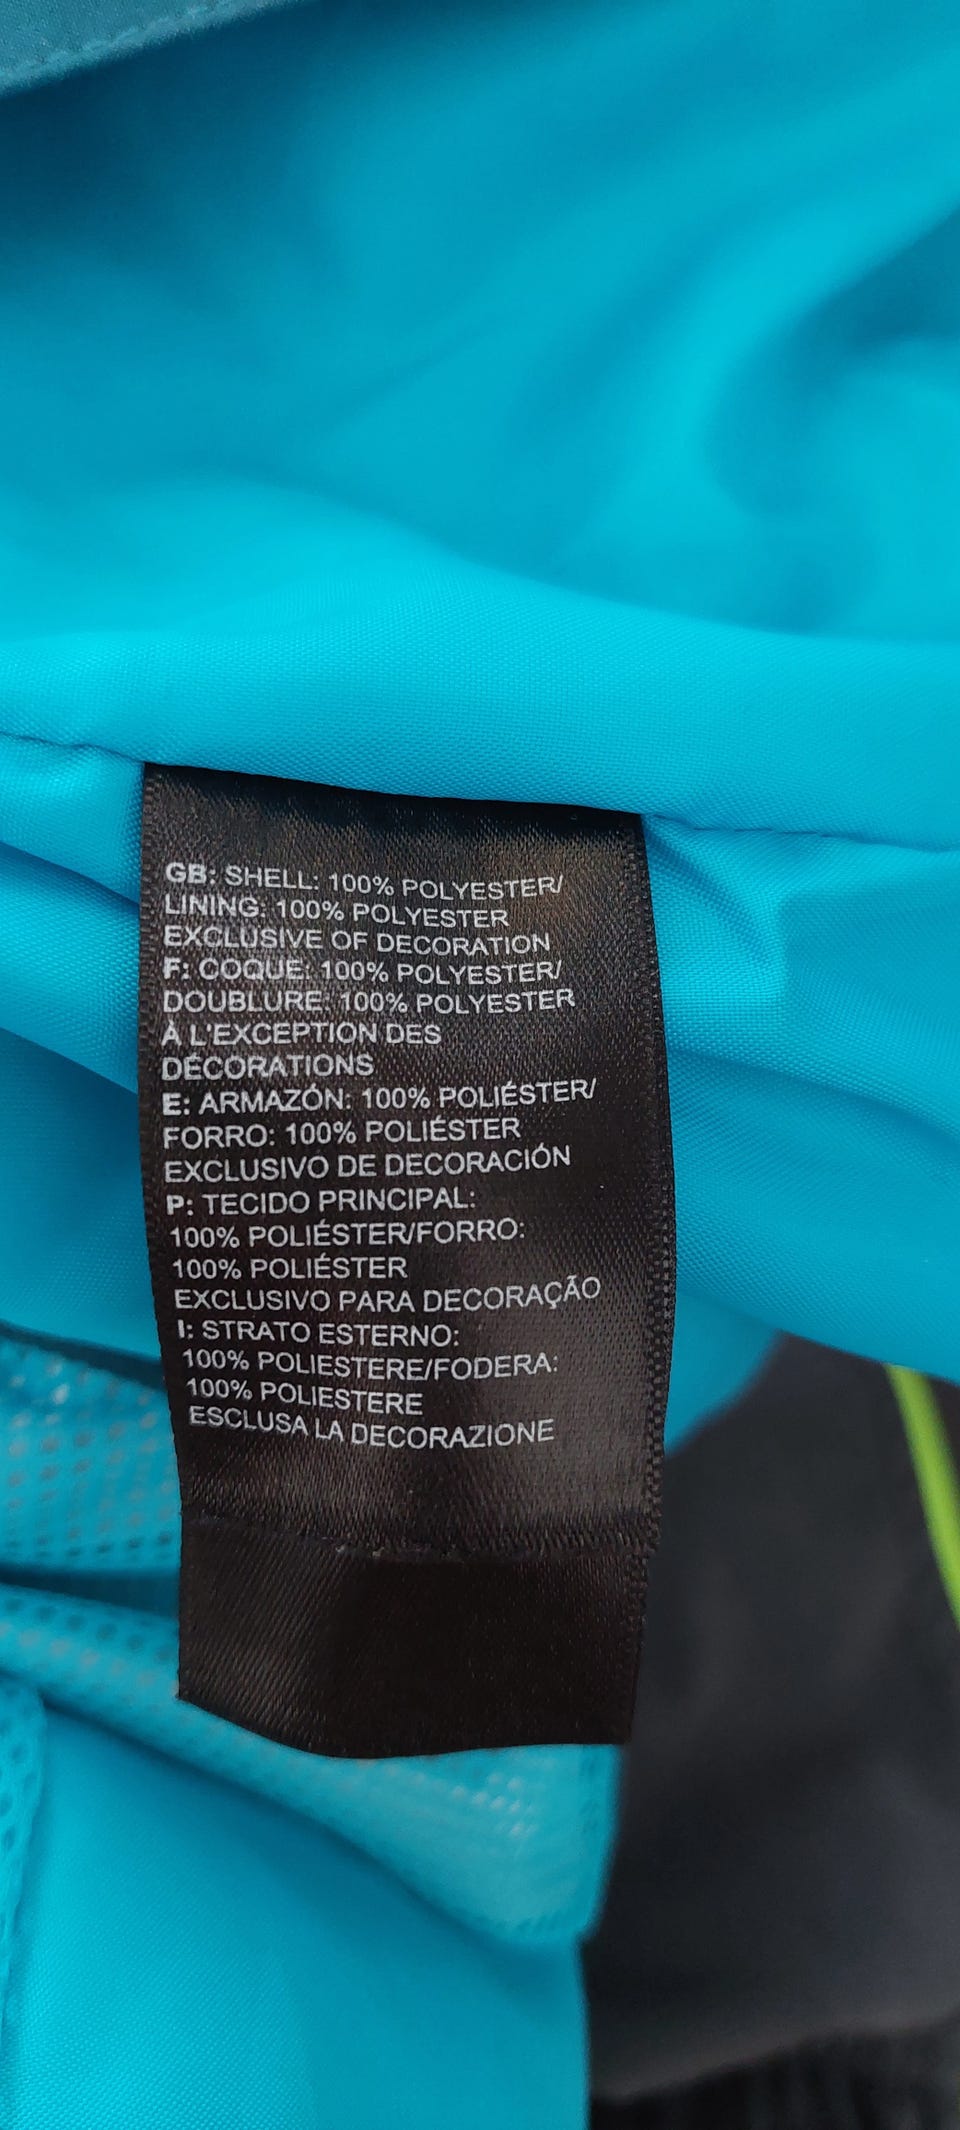 GB: SHELL: 100% POLYESTER/
LINING: 100% POLYESTER
EXCLUSIVE OF DECORATION
F: COQUE: 100% POLYESTER/
DOUBLURE: 100% POLYESTER
À L'EXCEPTION DES
DÉCORATIONS
E: ARMAZÓN: 100% POLIÉSTER/
FORRO: 100% POLIÉSTER
EXCLUSIVO DE DECORACIÓN
P: TECIDO PRINCIPAL:
100% POLIÉSTER/FORRO:
100% POLIÉSTER
EXCLUSIVO PARA DECORAÇÃO
I: STRATO ESTERNO:
100% POLIESTERE/FODERA:
100% POLIESTERE
ESCLUSA LA DECORAZIONE